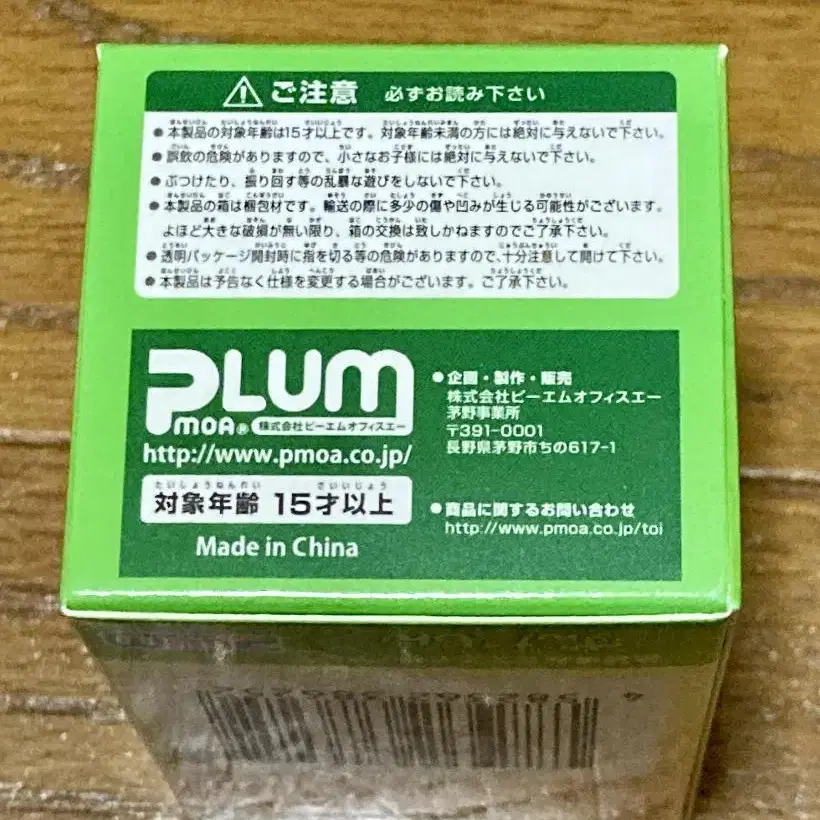 ご注意 必ずお読み下さい
●本製品の対象年齢は15才以上です。対象年齢未満の方には絶対に与えないで下さい。
●誤飲の危険がありますので、小さなお子様には絶対に与えないで下さい。
●ぶつけたり、振り回す等の乱暴な遊びをしないで下さい。
●本製品の箱は梱包材です。輸送の際に多少の傷や凹みが生じる可能性がございます。
よほど大きな破損が無い限り、箱の交換は致しかねますのでご了承下さい。
●透明パッケージ開封時に指を切る等の危険がありますので、十分注意して開けて下さい。
●本製品は予告なく仕様を変更する場合がございます。ご了承下さい。
PLUM
PMOA® 株式会社ピーエムオフィスエー
http://www.pmoa.co.jp/
たいしょうねんれい さいいじょう
対象年齢 15才以上
Made in China
●企画・製作・販売
株式会社ピーエムオフィスエー
茅野事業所
〒391-0001
長野県茅野市ちの617-1
●商品に関するお問い合わせ
http://www.pmoa.co.jp/toi